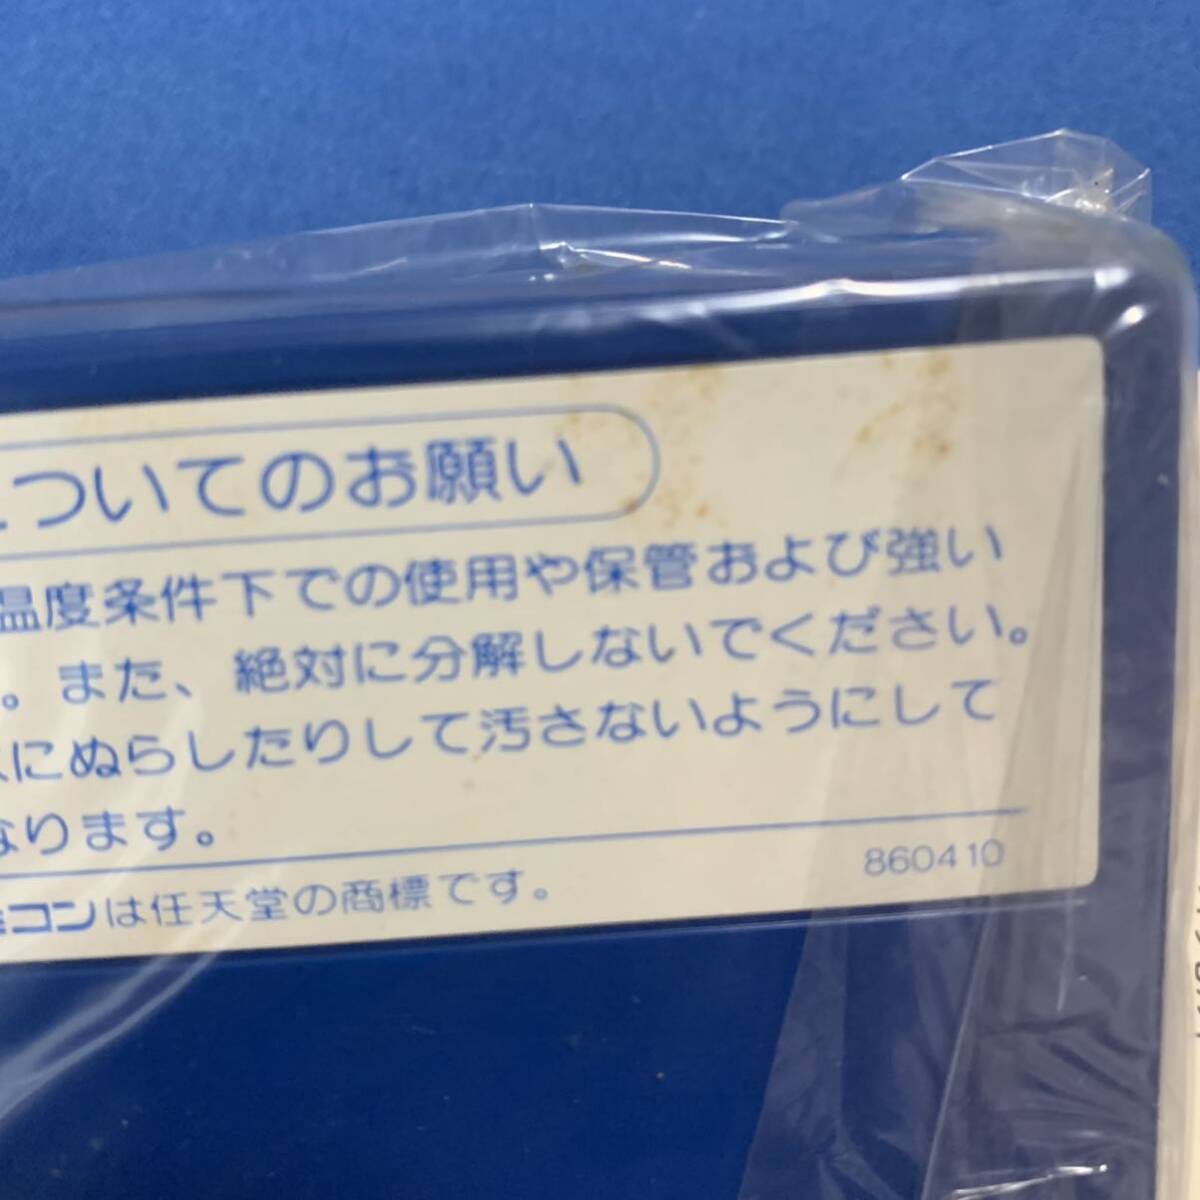 についてのお願い
温度条件下での使用や保管および強い
。また、絶対に分解しないでください。
にぬらしたりして汚さないようにして
なります。
860410
コンは任天堂の商標です。